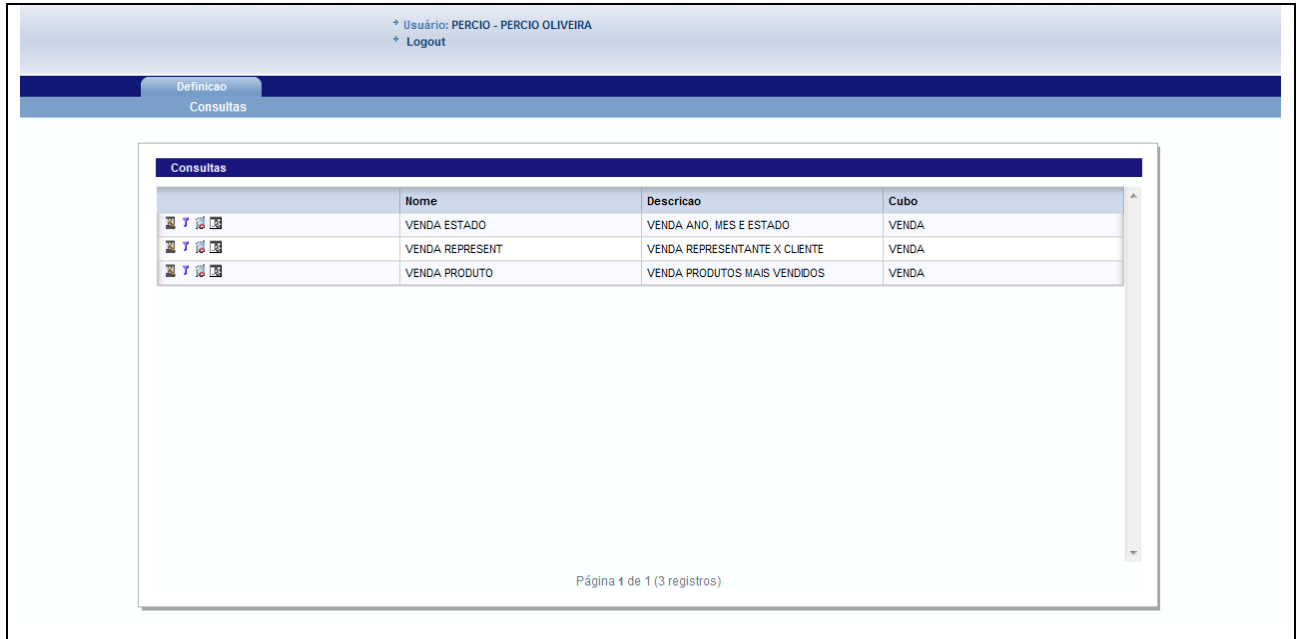 Usuário: PERCIO - PERCIO OLIVEIRA
Logout
Definicao
Consultas
Consultas
Nome Descricao Cubo
VENDA ESTADO VENDA ANO, MES E ESTADO VENDA
VENDA REPRESENT VENDA REPRESENTANTE X CLIENTE VENDA
VENDA PRODUTO VENDA PRODUTOS MAIS VENDIDOS VENDA
Página 1 de 1 (3 registros)